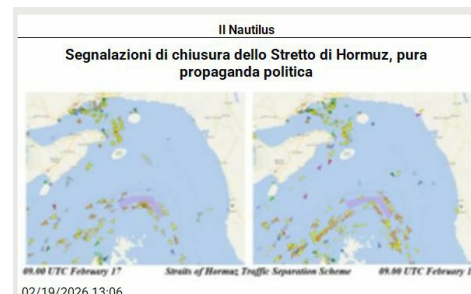 Il Nautilus
Segnalazioni di chiusura dello Stretto di Hormuz, pura
propaganda politica
09.00 UTC February 17 Straits of Hormuz Traffic Separation Scheme 09.00 UTC February
02/19/2026 13:06